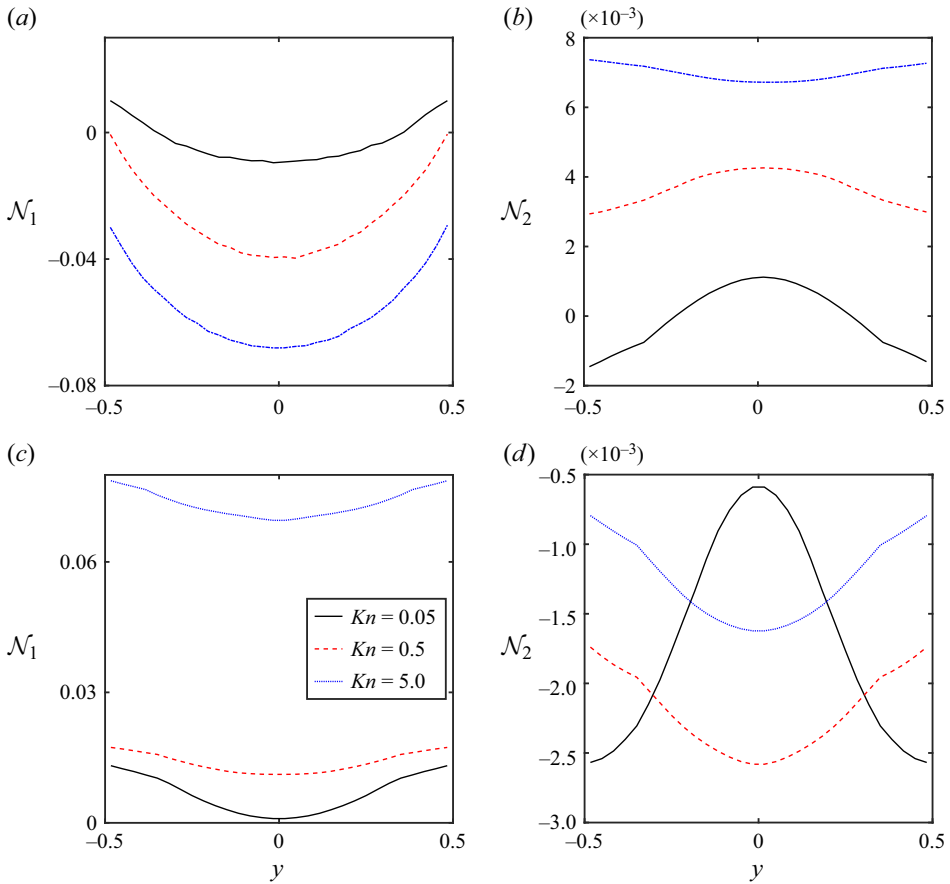 (a)
0
−0.04
−0.08
𝒩1
−0.5 0 0.5
(b) (×10−3)
8
6
4
2
0
−2
𝒩2
−0.5 0 0.5
(c)
0.06
0.03
0
𝒩1
Kn = 0.05
Kn = 0.5
Kn = 5.0
−0.5 0 0.5
y
(d) (×10−3)
−0.5
−1.0
−1.5
−2.0
−2.5
−3.0
𝒩2
−0.5 0 0.5
y